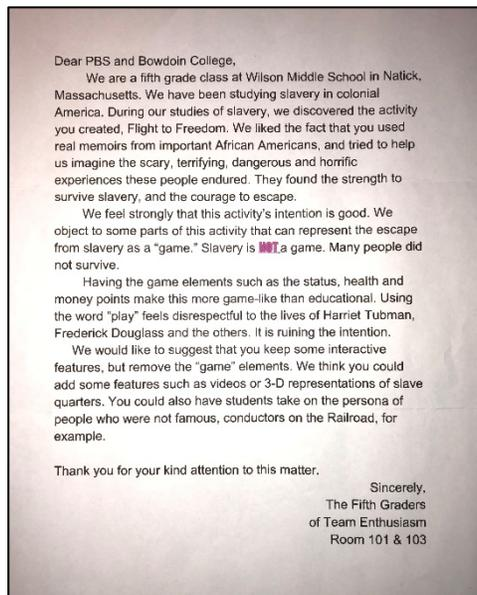 Dear PBS and Bowdoin College,
We are a fifth grade class at Wilson Middle School in Natick,
Massachusetts. We have been studying slavery in colonial
America. During our studies of slavery, we discovered the activity
you created, Flight to Freedom. We liked the fact that you used
real memoirs from important African Americans, and tried to help
us imagine the scary, terrifying, dangerous and horrific
experiences these people endured. They found the strength to
survive slavery, and the courage to escape.
We feel strongly that this activity's intention is good. We
object to some parts of this activity that can represent the escape
from slavery as a "game." Slavery is NOT a game. Many people did
not survive.
Having the game elements such as the status, health and
money points make this more game-like than educational. Using
the word "play" feels disrespectful to the lives of Harriet Tubman,
Frederick Douglass and the others. It is ruining the intention.
We would like to suggest that you keep some interactive
features, but remove the "game" elements. We think you could
add some features such as videos or 3-D representations of slave
quarters. You could also have students take on the persona of
people who were not famous, conductors on the Railroad, for
example.
Thank you for your kind attention to this matter.
Sincerely,
The Fifth Graders
of Team Enthusiasm
Room 101 & 103